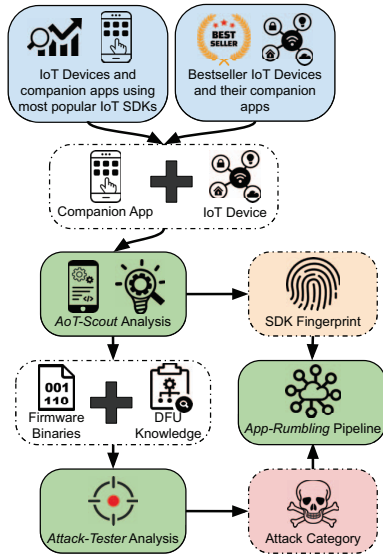 IoT Devices and
companion apps using
most popular IoT SDKs
BEST
SELLER
Bestseller IoT Devices
and their companion
apps
Companion App
IoT Device
AoT-Scout Analysis
SDK Fingerprint
001
110
Firmware
Binaries
DFU
Knowledge
App-Rumbling Pipeline
Attack-Tester Analysis
Attack Category